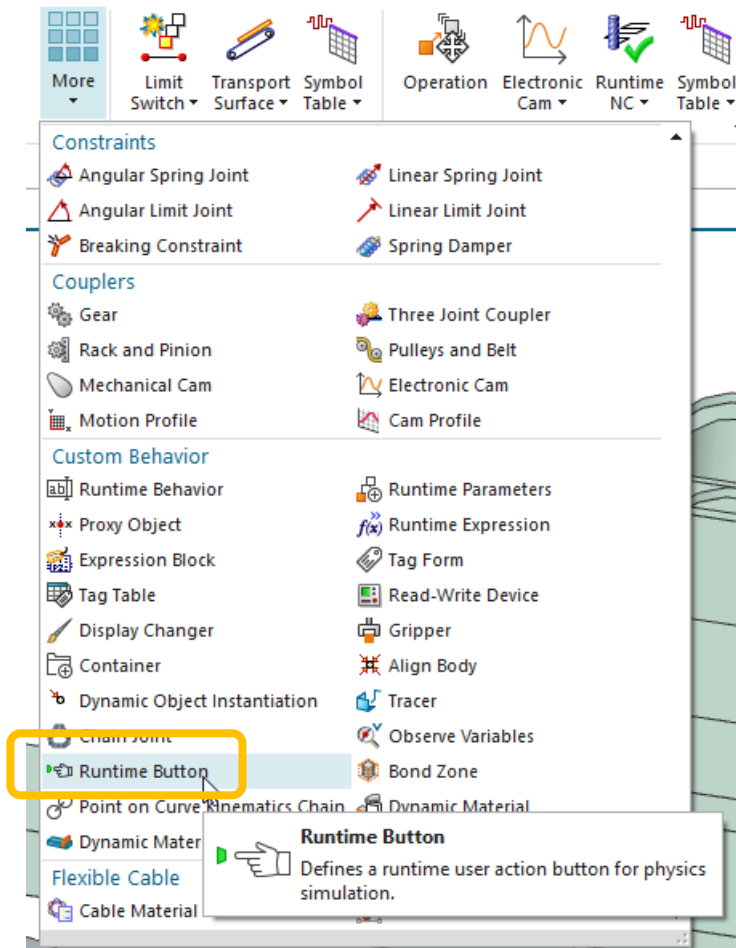 More
Limit Switch
Transport Surface
Symbol Table
Operation
Electronic Cam
Runtime NC
Symbol Table
Constraints
Angular Spring Joint
Linear Spring Joint
Angular Limit Joint
Linear Limit Joint
Breaking Constraint
Spring Damper
Couplers
Gear
Three Joint Coupler
Rack and Pinion
Pulleys and Belt
Mechanical Cam
Electronic Cam
Motion Profile
Cam Profile
Custom Behavior
ab Runtime Behavior
Runtime Parameters
Proxy Object
f(x) Runtime Expression
Expression Block
Tag Form
Tag Table
Read-Write Device
Display Changer
Gripper
Container
Align Body
Dynamic Object Instantiation
Tracer
Chain Joint
Observe Variables
Runtime Button
Bond Zone
Point on Curve Kinematics Chain
Dynamic Material
Dynamic Mater
Runtime Button
Defines a runtime user action button for physics
simulation.
Flexible Cable
Cable Material